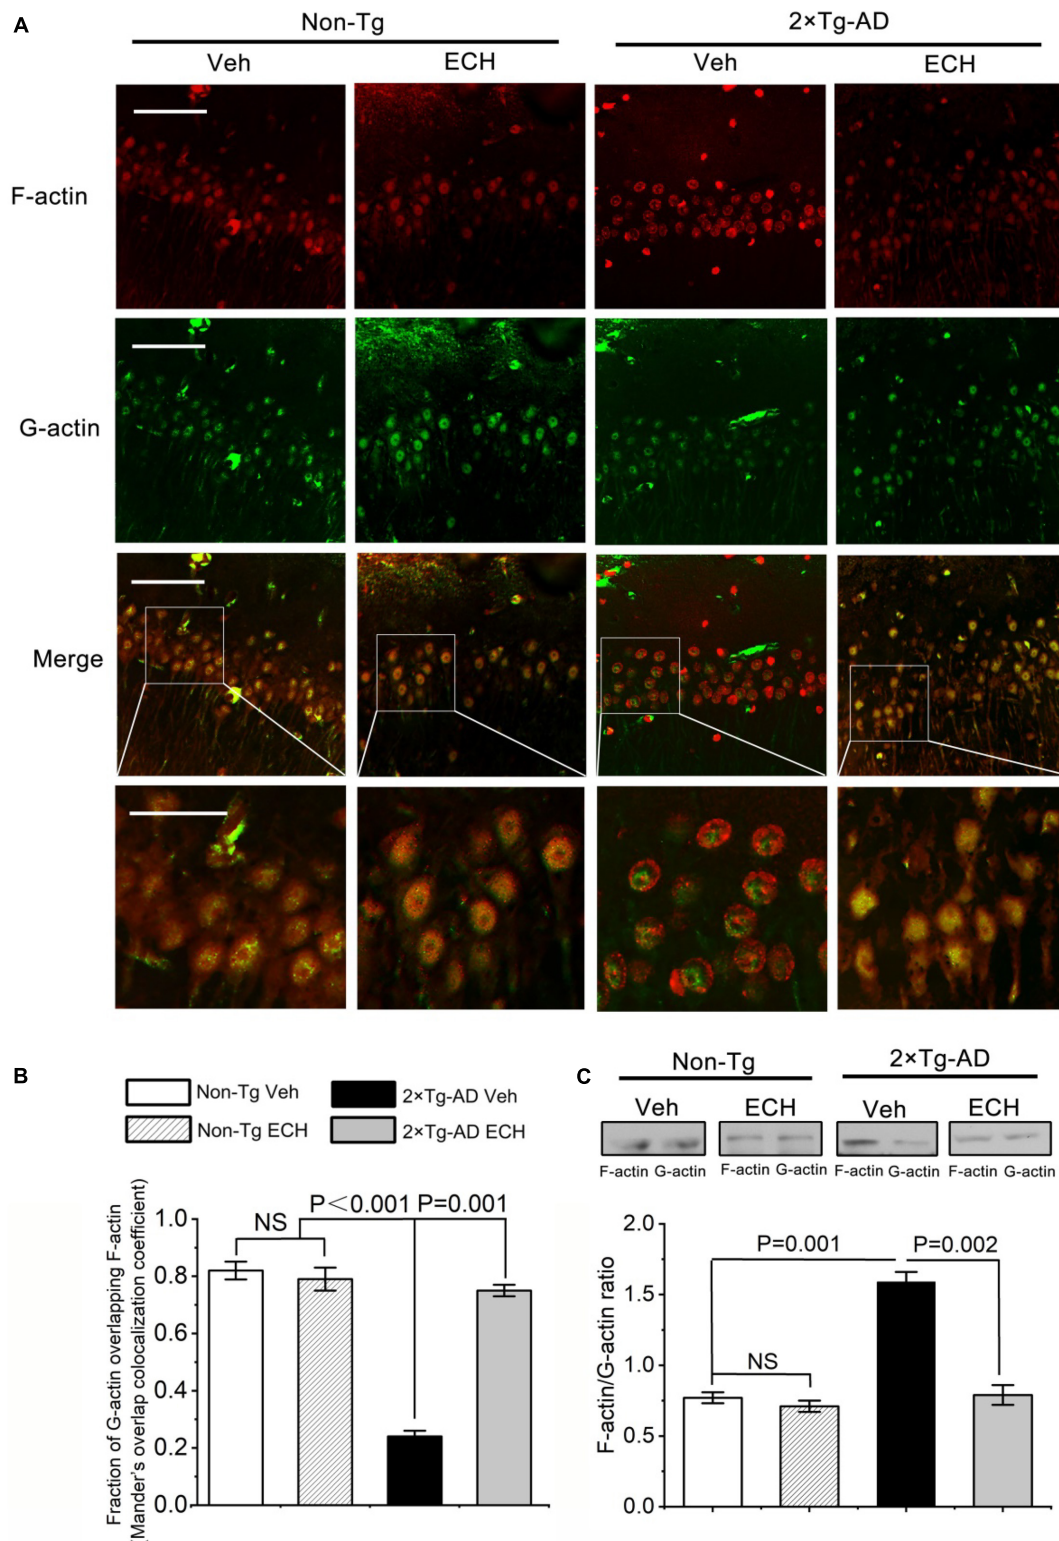 A
Non-Tg
2×Tg-AD
Veh
ECH
Veh
ECH
F-actin
G-actin
Merge
B
Non-Tg Veh
2×Tg-AD Veh
Non-Tg ECH
2×Tg-AD ECH
Fraction of G-actin overlapping F-actin
(Mander's overlap colocalization coefficient)
1.0
0.8
0.6
0.4
0.2
0.0
NS
P<0.001
P=0.001
C
Non-Tg
2×Tg-AD
Veh
ECH
Veh
ECH
F-actin G-actin
F-actin G-actin
F-actin G-actin
F-actin G-actin
F-actin/G-actin ratio
2.0
1.5
1.0
0.5
0.0
P=0.001
P=0.002
NS